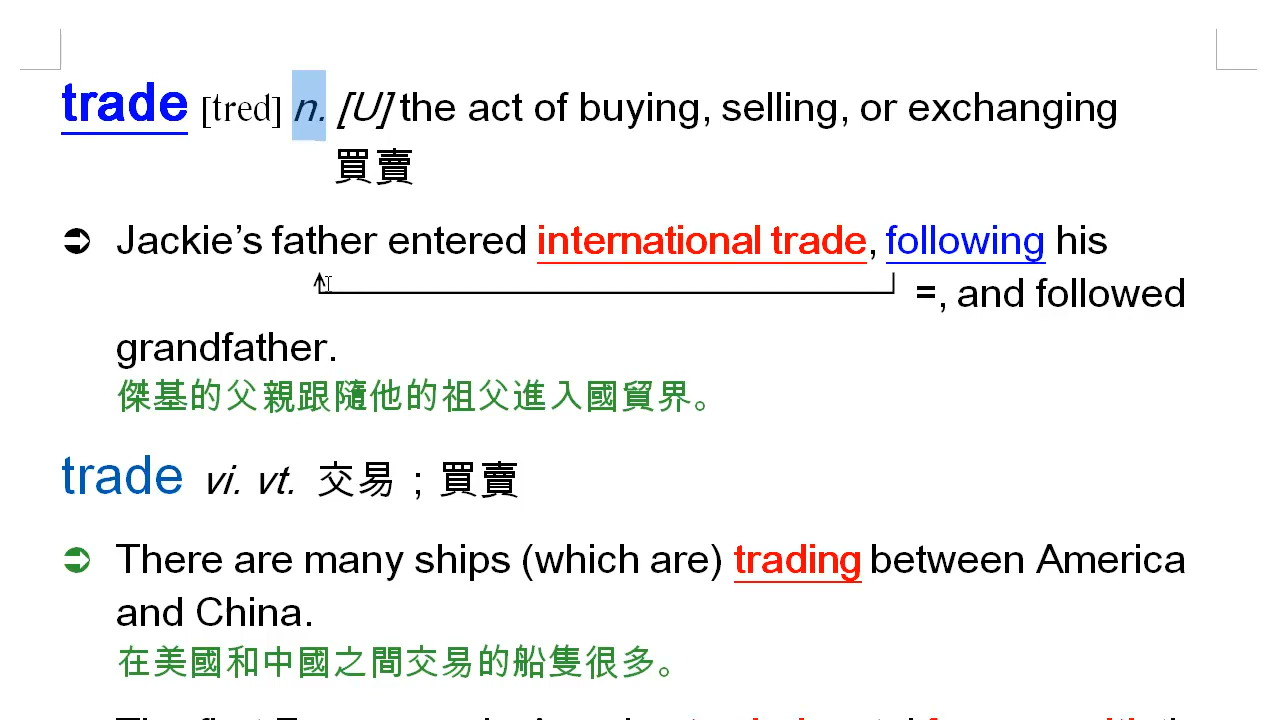 trade [tred] n. [U] the act of buying, selling, or exchanging
買賣
➲ Jackie’s father entered international trade, following his
=, and followed
grandfather.
傑基的父親跟隨他的祖父進入國貿界。
trade vi. vt. 交易；買賣
➲ There are many ships (which are) trading between America
and China.
在美國和中國之間交易的船隻很多。